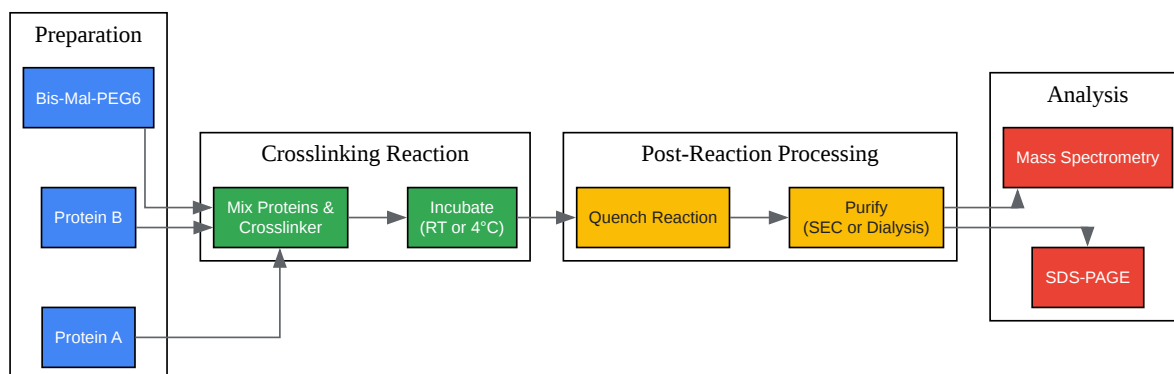 Preparation
Bis-Mal-PEG6
Protein B
Protein A
Crosslinking Reaction
Mix Proteins &
Crosslinker
Incubate
(RT or 4°C)
Post-Reaction Processing
Quench Reaction
Purify
(SEC or Dialysis)
Analysis
Mass Spectrometry
SDS-PAGE